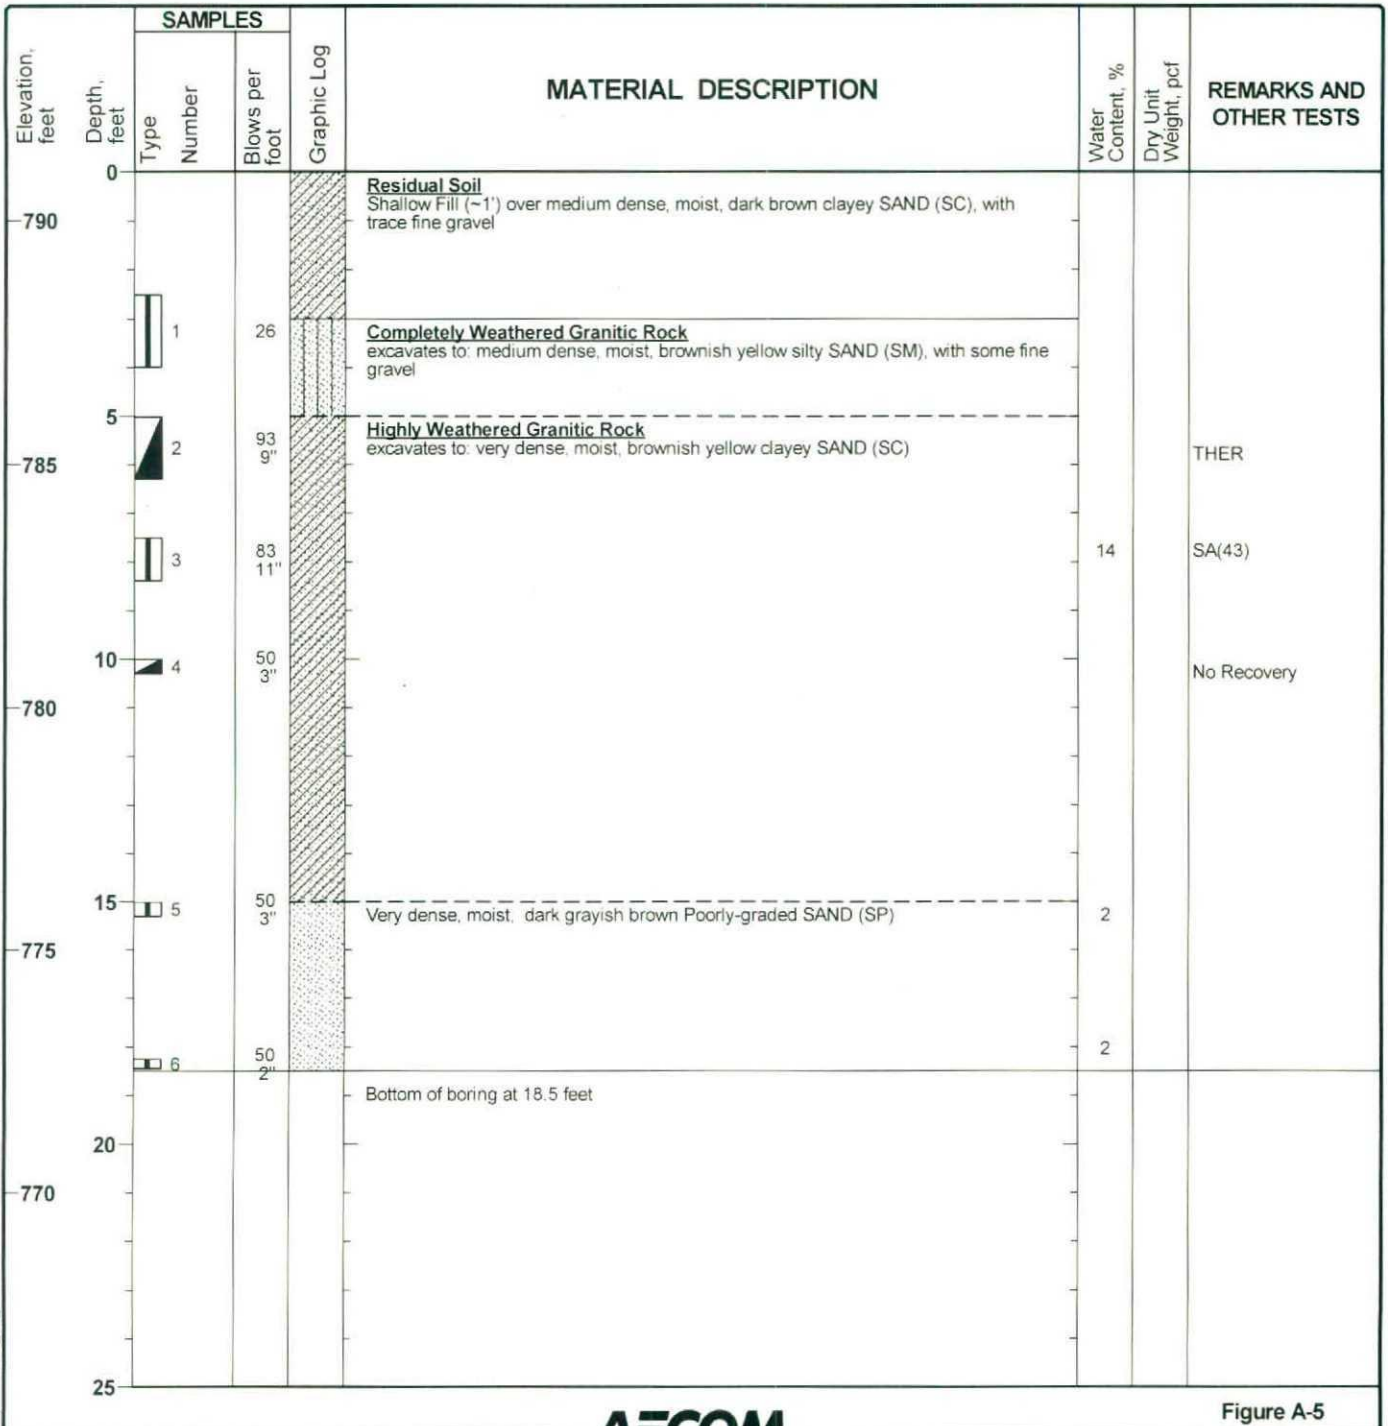 SAMPLES
Elevation, feet
Depth, feet
Type
Number
Blows per foot
Graphic Log
MATERIAL DESCRIPTION
Water Content, %
Dry Unit Weight, pcf
REMARKS AND
OTHER TESTS
0
Residual Soil
Shallow Fill (~1') over medium dense, moist, dark brown clayey SAND (SC), with
trace fine gravel
790
1
26
Completely Weathered Granitic Rock
excavates to: medium dense, moist, brownish yellow silty SAND (SM), with some fine
gravel
5
Highly Weathered Granitic Rock
excavates to: very dense, moist, brownish yellow clayey SAND (SC)
2
93
9"
THER
785
3
83
11"
14
SA(43)
10
4
50
3"
No Recovery
780
15
5
50
3"
Very dense, moist, dark grayish brown Poorly-graded SAND (SP)
2
775
6
50
2"
2
Bottom of boring at 18.5 feet
20
770
25
AECOM
Figure A-5